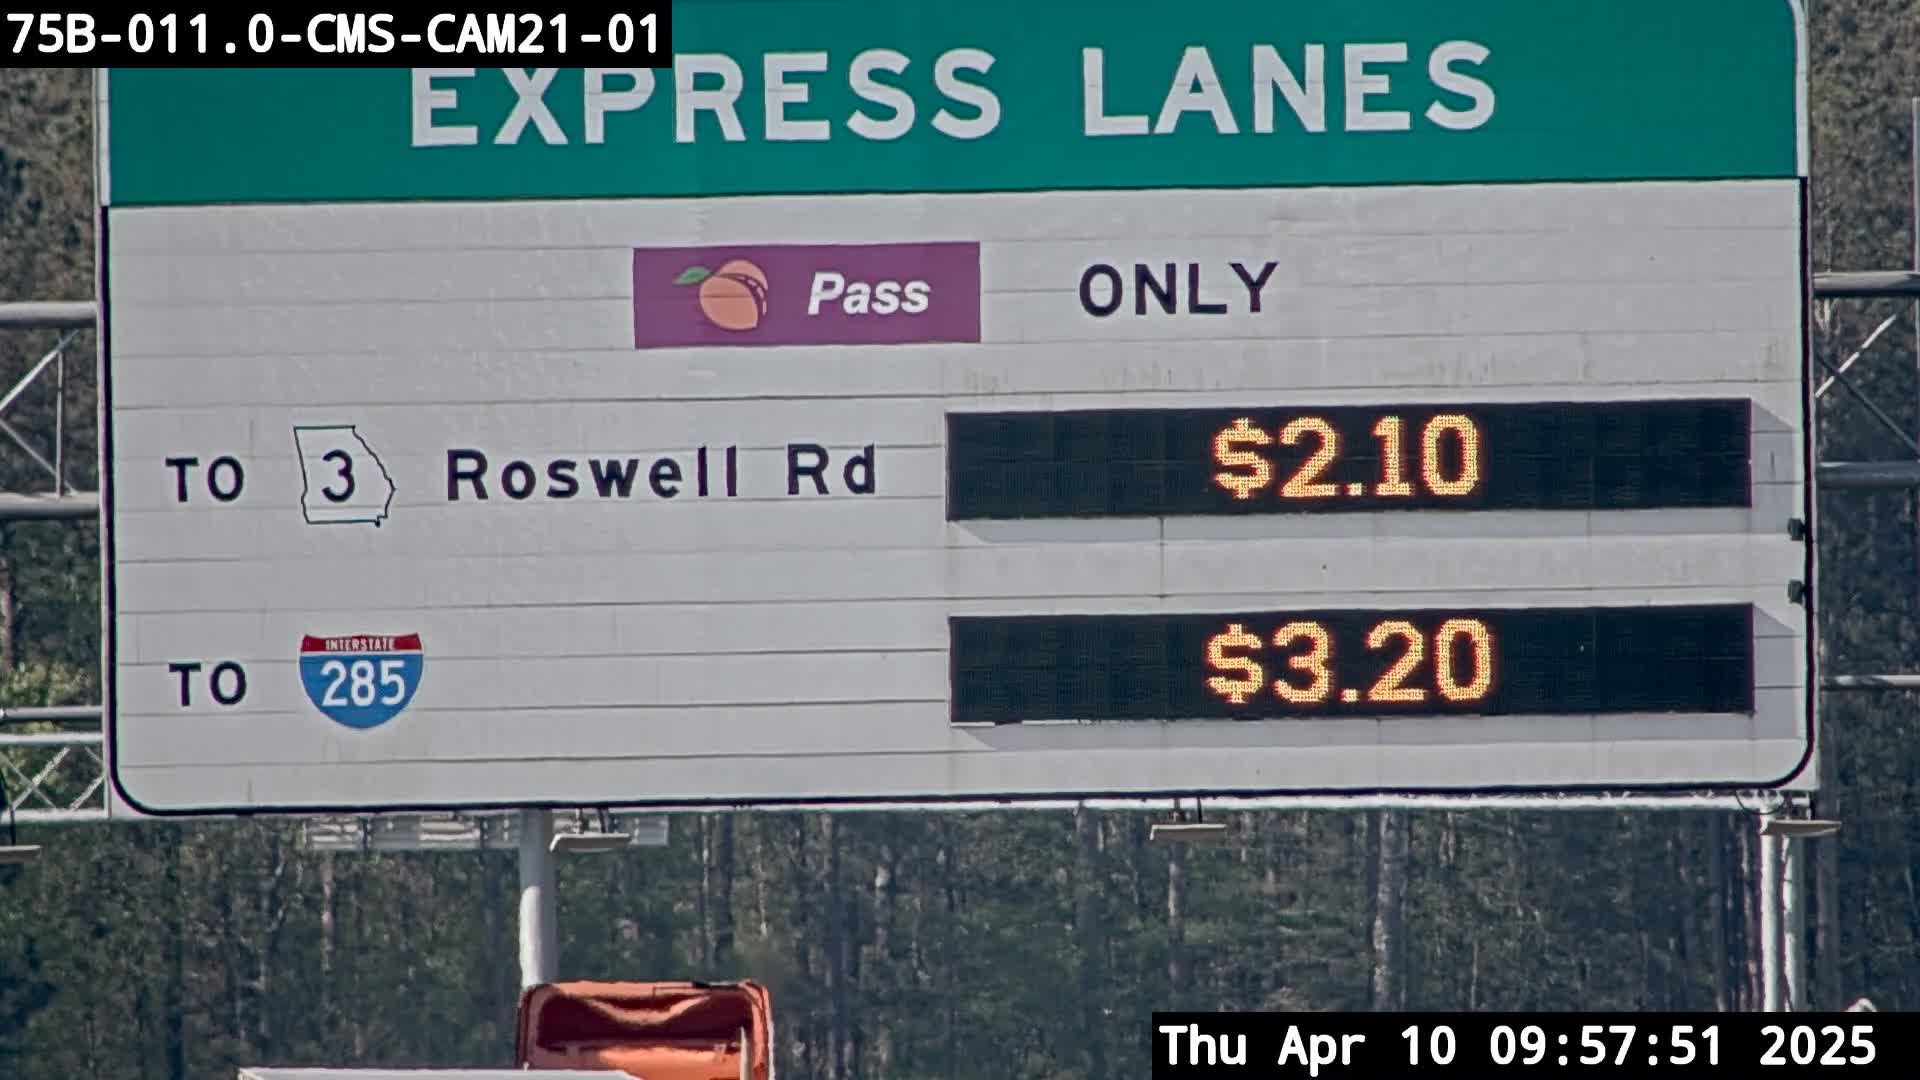 75B-011.0-CMS-CAM21-01
EXPRESS LANES
Pass ONLY
TO 3 Roswell Rd $2.10
INTERSTATE
TO 285 $3.20
Thu Apr 10 09:57:51 2025